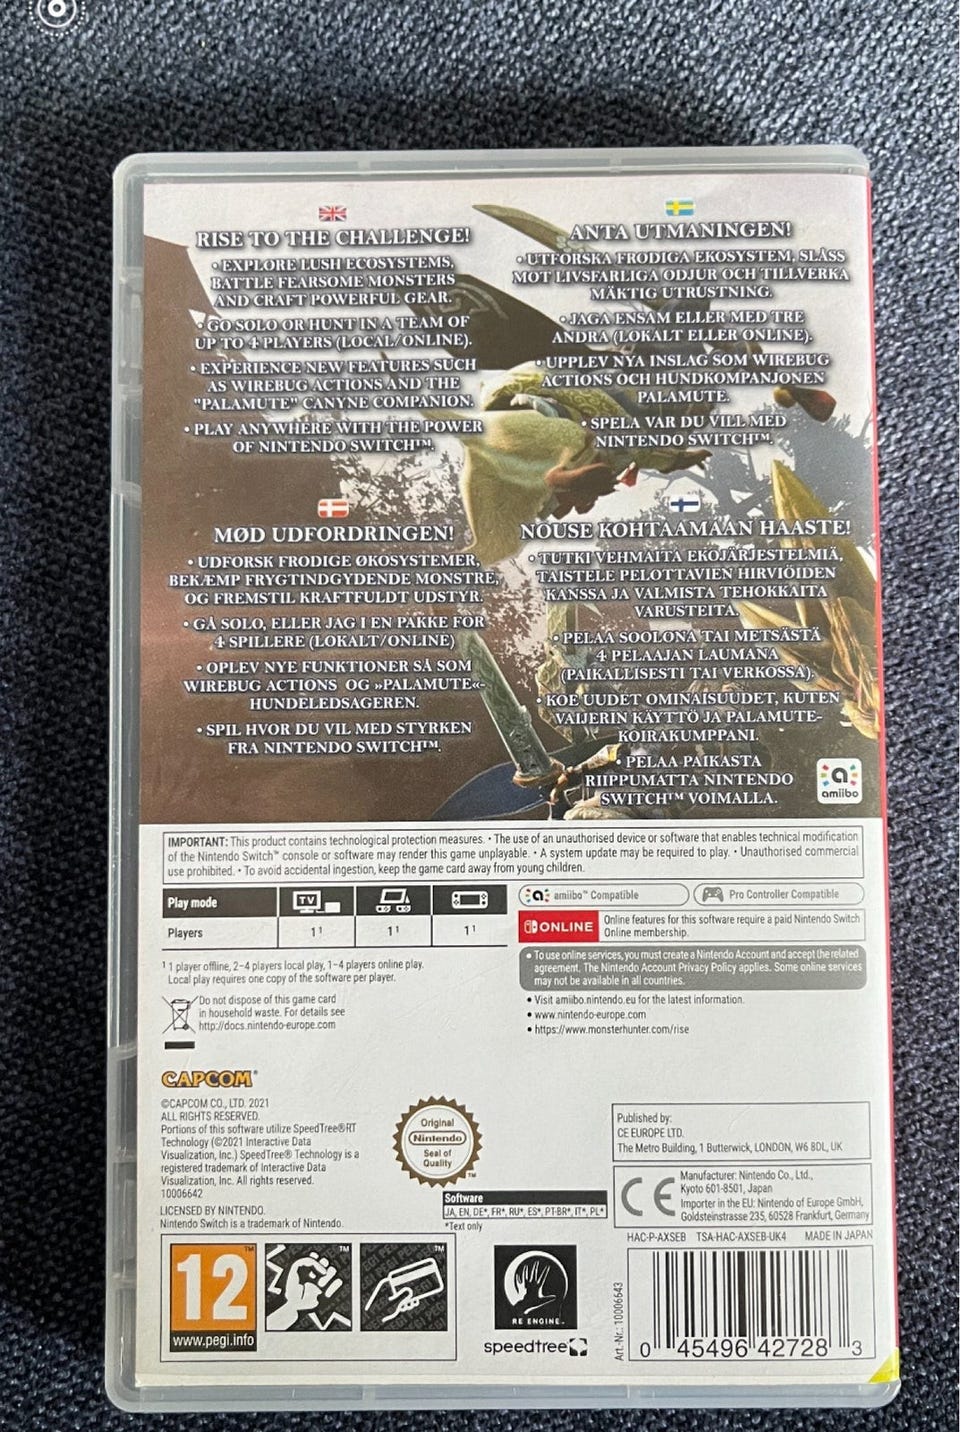 RISE TO THE CHALLENGE!
• EXPLORE LUSH ECOSYSTEMS,
BATTLE FEARSOME MONSTERS
AND CRAFT POWERFUL GEAR.
• GO SOLO OR HUNT IN A TEAM OF
UP TO 4 PLAYERS (LOCAL/ONLINE).
• EXPERIENCE NEW FEATURES SUCH
AS WIREBUG ACTIONS AND THE
"PALAMUTE" CANYNE COMPANION.
• PLAY ANYWHERE WITH THE POWER
OF NINTENDO SWITCH™.
ANTA UTMANINGEN!
• UTFORSKA FRODIGA EKOSYSTEM, SLÅSS
MOT LIVSFARLIGA ODJUR OCH TILLVERKA
MÄKTIG UTRUSTNING.
• JAGA ENSAM ELLER MED TRE
ANDRA (LOKALT ELLER ONLINE).
• UPPLEV NYA INSLAG SOM WIREBUG
ACTIONS OCH HUNDKOMPANJONEN
PALAMUTE.
• SPELA VAR DU VILL MED
NINTENDO SWITCH™.
MØD UDFORDRINGEN!
• UDFORSK FRODIGE ØKOSYSTEMER,
BEKÆMP FRYGTINDGYDENDE MONSTRE,
OG FREMSTIL KRAFTFULDT UDSTYR.
• GÅ SOLO, ELLER JAG I EN PAKKE FOR
4 SPILLERE (LOKALT/ONLINE)
• OPLEV NYE FUNKTIONER SÅ SOM
WIREBUG ACTIONS OG »PALAMUTE«-
HUNDELEDSAGEREN.
• SPIL HVOR DU VIL MED STYRKEN
FRA NINTENDO SWITCH™.
NOUSE KOHTAAMAAN HAASTE!
• TUTKI VEHMAITA EKOJÄRJESTELMIÄ,
TAISTELE PELOTTAVIEN HIRVIÖIDEN
KANSSA JA VALMISTA TEHOKKAITA
VARUSTEITA.
• PELAA SOOLONA TAI METSÄSTÄ
4 PELAAJAN LAUMANA
(PAIKALLISESTI TAI VERKOSSA).
• KOE UUDET OMINAISUUDET, KUTEN
VAIJERIN KÄYTTÖ JA PALAMUTE-
KOIRAKUMPPANI.
• PELAA PAIKASTA
RIIPPUMATTA NINTENDO
SWITCH™ VOIMALLA.
amiibo
IMPORTANT: This product contains technological protection measures. • The use of an unauthorised device or software that enables technical modification
of the Nintendo Switch™ console or software may render this game unplayable. • A system update may be required to play. • Unauthorised commercial
use prohibited. • To avoid accidental ingestion, keep the game card away from young children.
Play mode
TV
Players
1¹
1¹
1¹
¹ 1 player offline, 2–4 players local play, 1–4 players online play.
Local play requires one copy of the software per player.
Do not dispose of this game card
in household waste. For details see
http://docs.nintendo-europe.com
amiibo™ Compatible
Pro Controller Compatible
ONLINE
Online features for this software require a paid Nintendo Switch
Online membership.
• To use online services, you must create a Nintendo Account and accept the related
agreement. The Nintendo Account Privacy Policy applies. Some online services
may not be available in all countries.
• Visit amiibo.nintendo.eu for the latest information.
• www.nintendo-europe.com
• https://www.monsterhunter.com/rise
CAPCOM®
©CAPCOM CO., LTD. 2021
ALL RIGHTS RESERVED.
Portions of this software utilize SpeedTree®RT
Technology (©2021 Interactive Data
Visualization, Inc.) SpeedTree® Technology is a
registered trademark of Interactive Data
Visualization, Inc. All rights reserved.
10006642
LICENSED BY NINTENDO.
Nintendo Switch is a trademark of Nintendo.
Original
Nintendo
Seal of
Quality
™
Software
JA, EN, DE*, FR*, RU*, ES*, PT-BR*, IT*, PL*
*Text only
Published by:
CE EUROPE LTD.
The Metro Building, 1 Butterwick, LONDON, W6 8DL, UK
CE
Manufacturer: Nintendo Co., Ltd.,
Kyoto 601-8501, Japan
Importer in the EU: Nintendo of Europe GmbH,
Goldsteinstrasse 235, 60528 Frankfurt, Germany
HAC-P-AXSEB TSA-HAC-AXSEB-UK4 MADE IN JAPAN
12
www.pegi.info
RE ENGINE™
speedtree
Art.-Nr.: 10006643
0 45496 42728 3